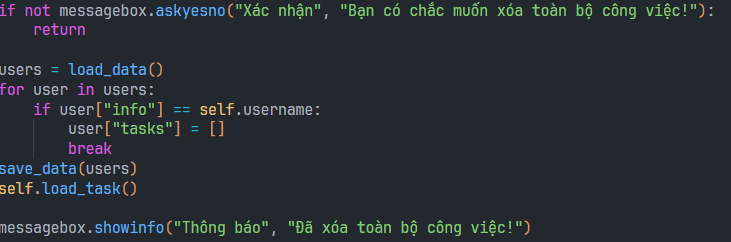 if not messagebox.askyesno("Xác nhận", "Bạn có chắc muốn xóa toàn bộ công việc!"):
    return

users = load_data()
for user in users:
    if user["info"] == self.username:
        user["tasks"] = []
        break
save_data(users)
self.load_task()

messagebox.showinfo("Thông báo", "Đã xóa toàn bộ công việc!")